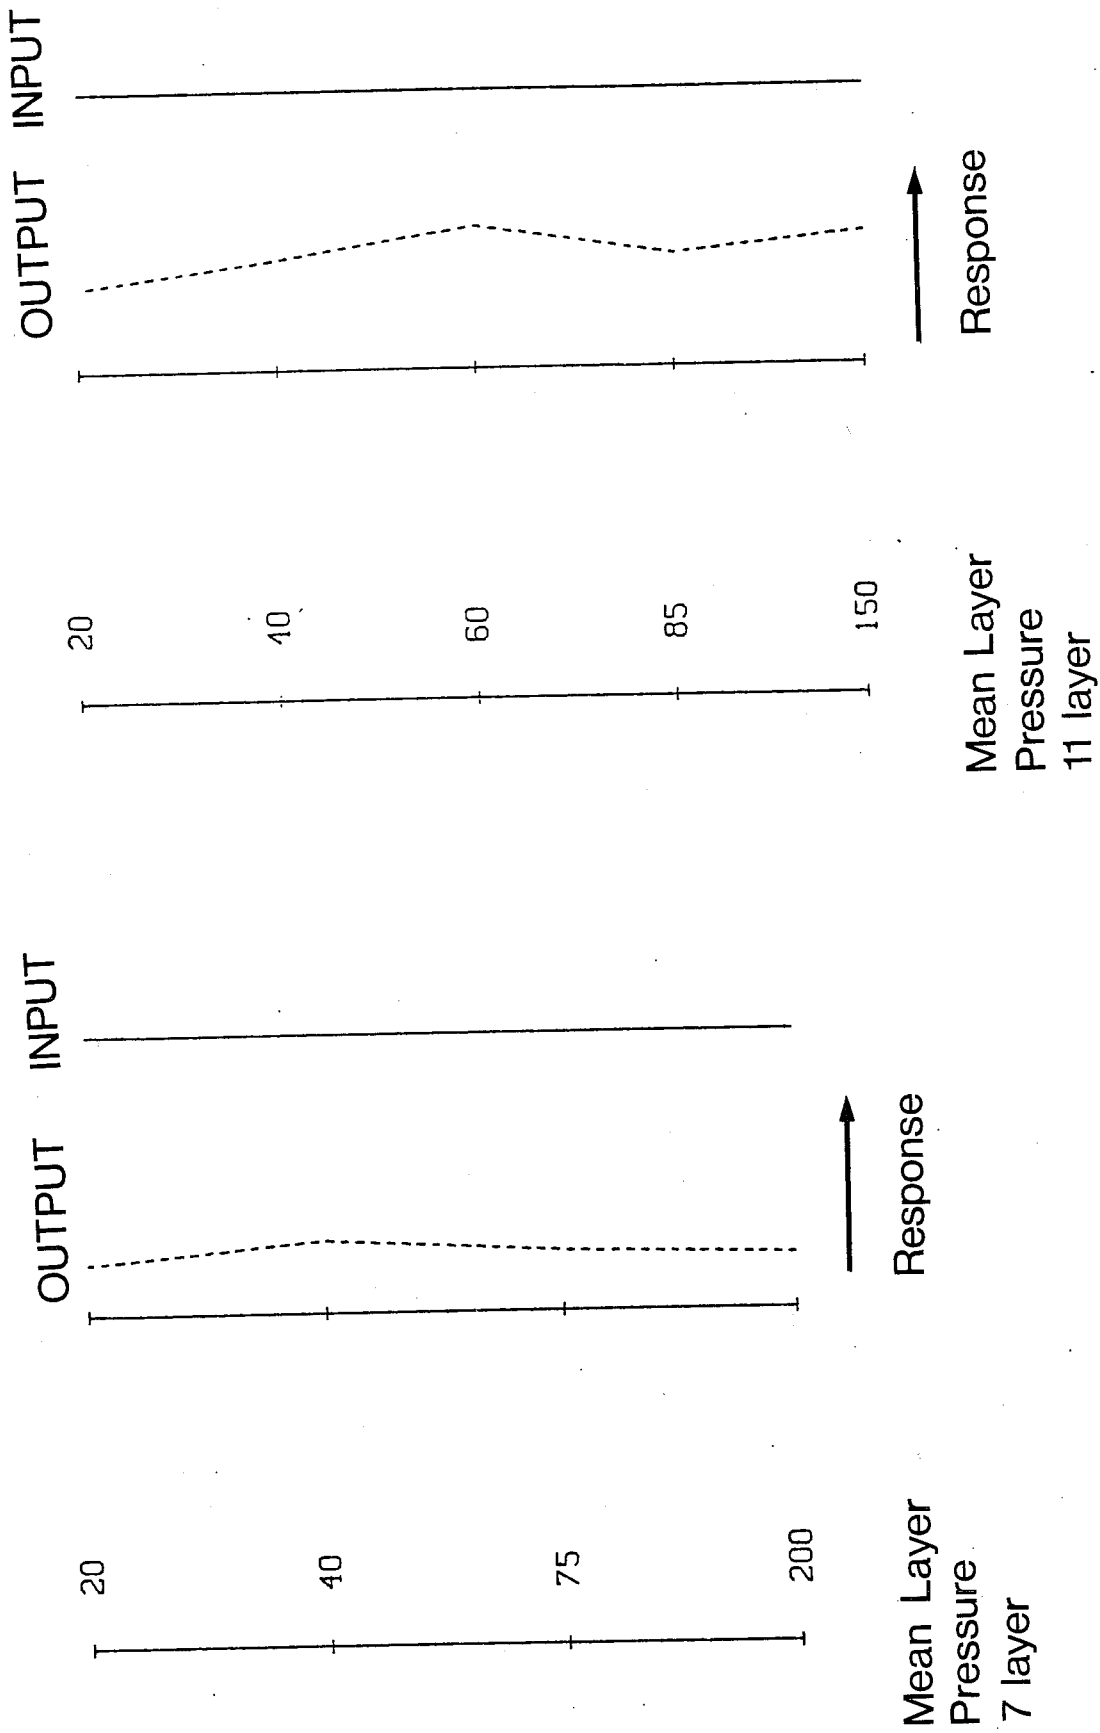 OUTPUT INPUT
20
40
75
200
Mean Layer
Pressure
7 layer
Response
OUTPUT INPUT
20
40
60
85
150
Mean Layer
Pressure
11 layer
Response